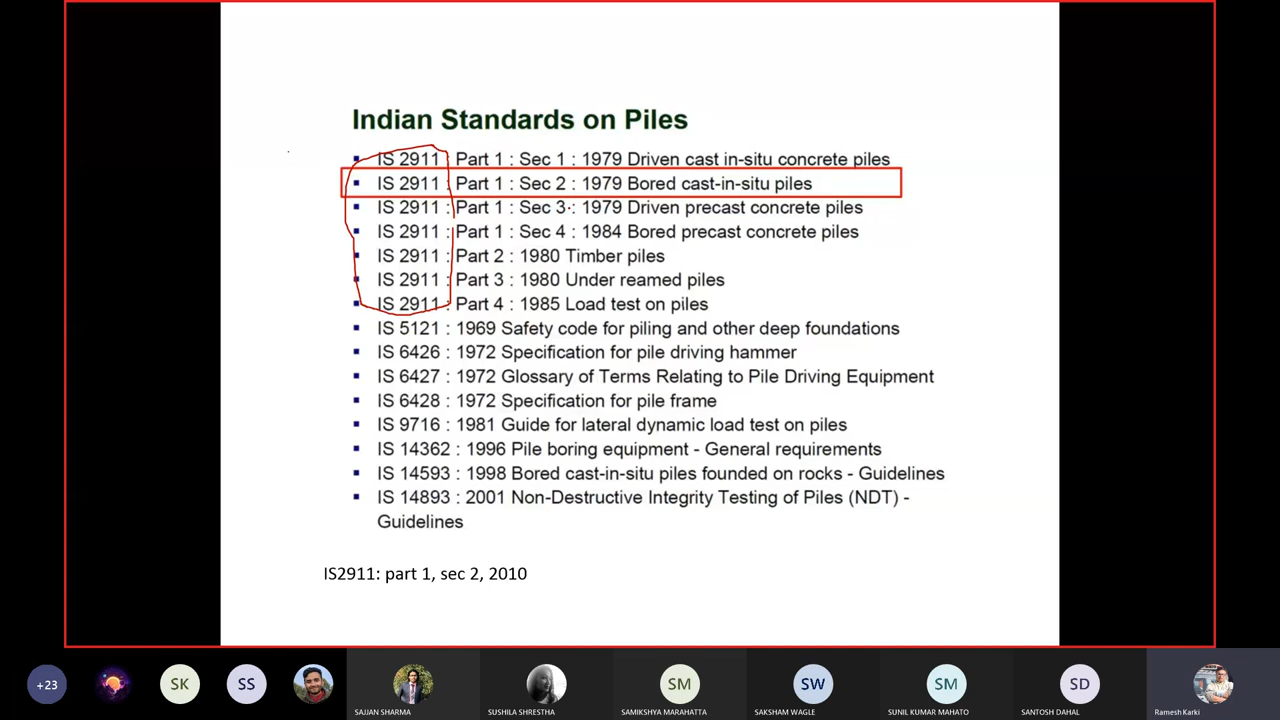 Indian Standards on Piles
IS 2911 : Part 1 : Sec 1 : 1979 Driven cast in-situ concrete piles
IS 2911 : Part 1 : Sec 2 : 1979 Bored cast-in-situ piles
IS 2911 : Part 1 : Sec 3 : 1979 Driven precast concrete piles
IS 2911 : Part 1 : Sec 4 : 1984 Bored precast concrete piles
IS 2911 : Part 2 : 1980 Timber piles
IS 2911 : Part 3 : 1980 Under reamed piles
IS 2911 : Part 4 : 1985 Load test on piles
IS 5121 : 1969 Safety code for piling and other deep foundations
IS 6426 : 1972 Specification for pile driving hammer
IS 6427 : 1972 Glossary of Terms Relating to Pile Driving Equipment
IS 6428 : 1972 Specification for pile frame
IS 9716 : 1981 Guide for lateral dynamic load test on piles
IS 14362 : 1996 Pile boring equipment - General requirements
IS 14593 : 1998 Bored cast-in-situ piles founded on rocks - Guidelines
IS 14893 : 2001 Non-Destructive Integrity Testing of Piles (NDT) -
Guidelines
IS2911: part 1, sec 2, 2010
+23
SK
SS
SM
SW
SM
SD
SAJJAN SHARMA
SUSHILA SHRESTHA
SAMIKSHYA MARAHATTA
SAKSHAM WAGLE
SUNIL KUMAR MAHATO
SANTOSH DAHAL
Ramesh Karki